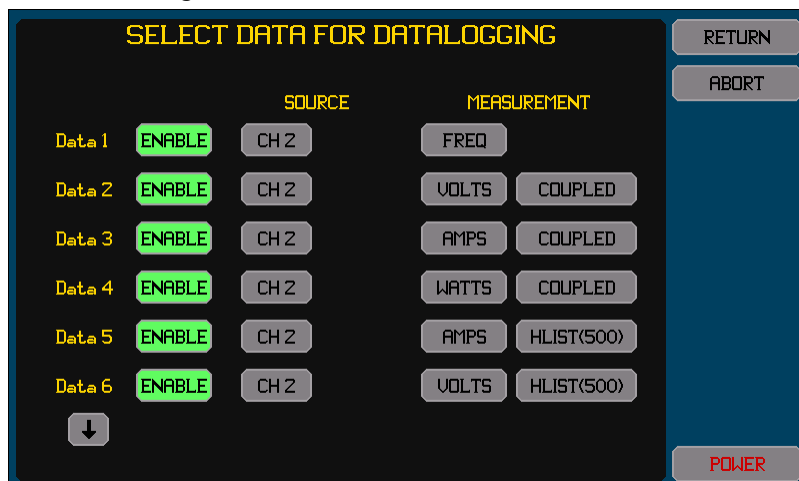 SELECT DATA FOR DATALOGGING
RETURN
ABORT
SOURCE MEASUREMENT
Data 1 ENABLE CH 2 FREQ
Data 2 ENABLE CH 2 VOLTS COUPLED
Data 3 ENABLE CH 2 AMPS COUPLED
Data 4 ENABLE CH 2 WATTS COUPLED
Data 5 ENABLE CH 2 AMPS HLIST(500)
Data 6 ENABLE CH 2 VOLTS HLIST(500)
POWER